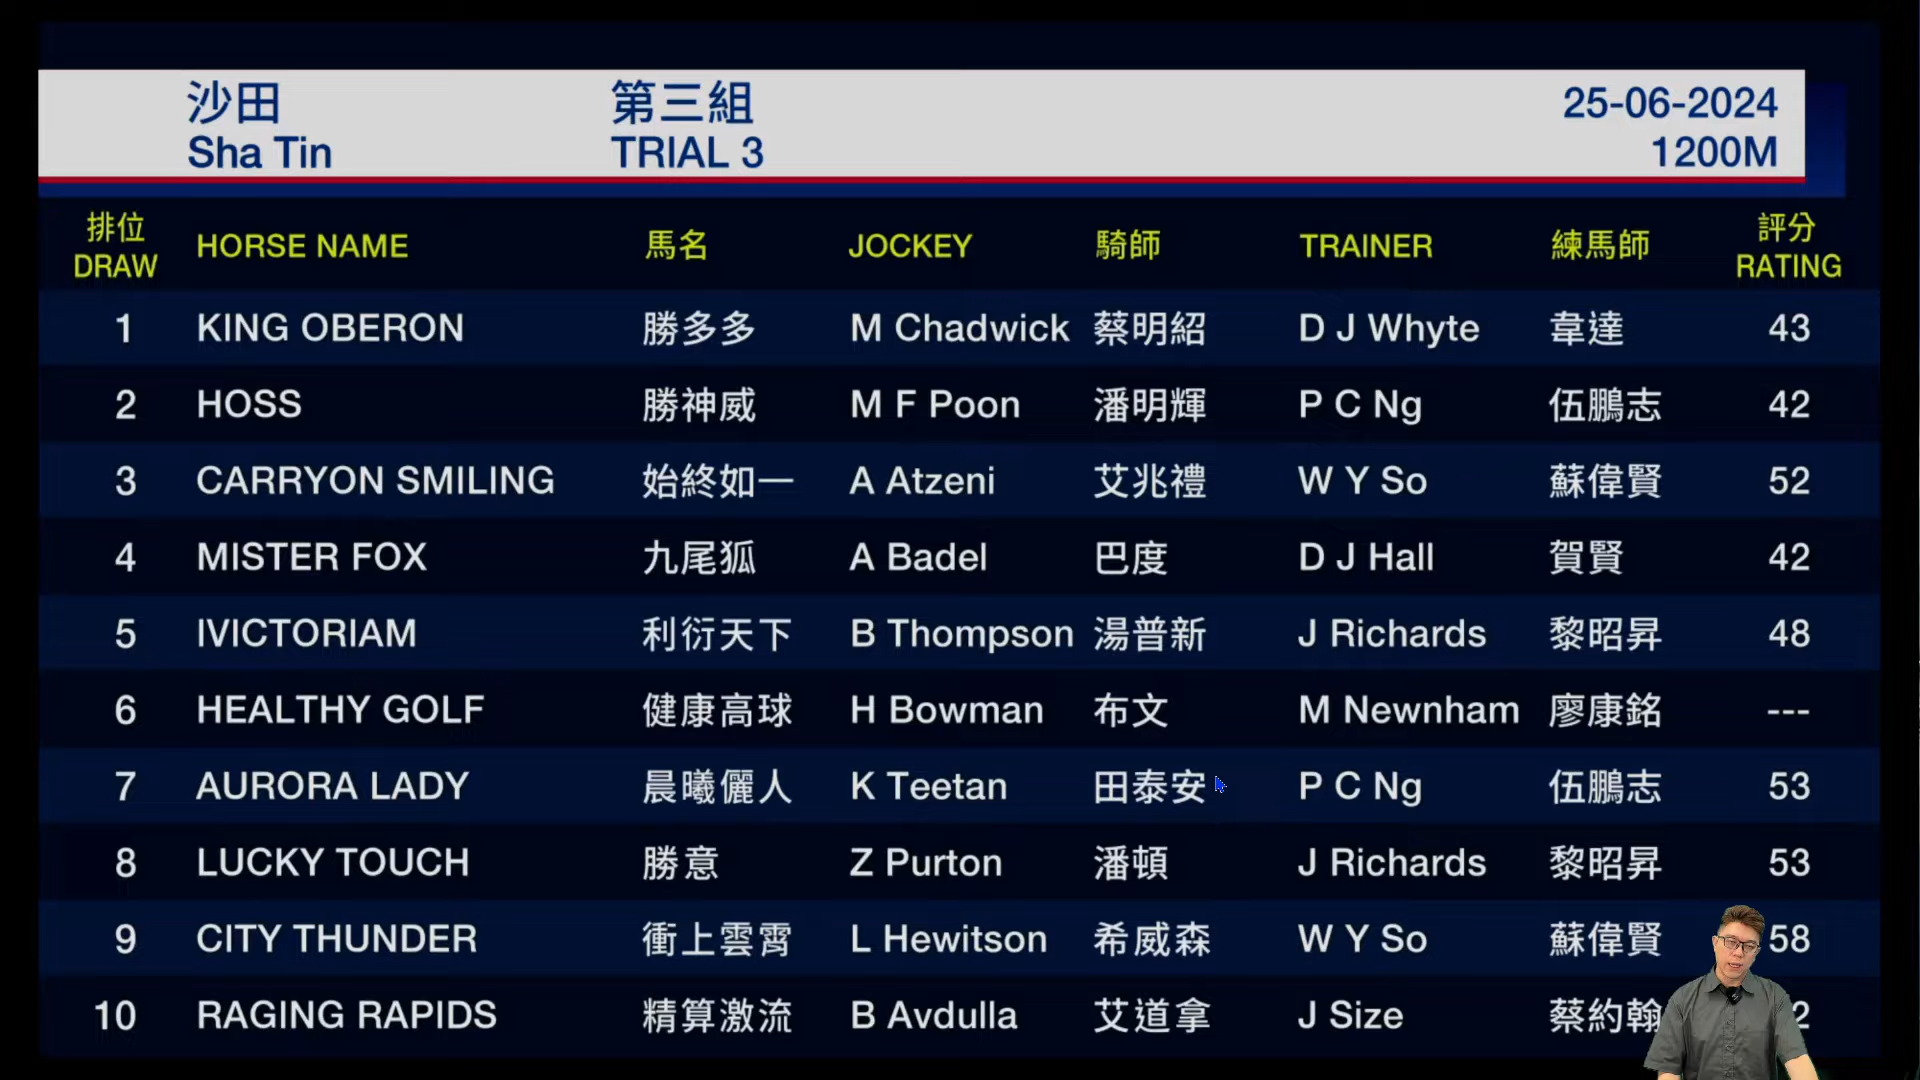 沙田 第三組 25-06-2024
Sha Tin TRIAL 3 1200M
排位 DRAW HORSE NAME 馬名 JOCKEY 騎師 TRAINER 練馬師 評分 RATING
1 KING OBERON 勝多多 M Chadwick 蔡明紹 D J Whyte 韋達 43
2 HOSS 勝神威 M F Poon 潘明輝 P C Ng 伍鵬志 42
3 CARRYON SMILING 始終如一 A Atzeni 艾兆禮 W Y So 蘇偉賢 52
4 MISTER FOX 九尾狐 A Badel 巴度 D J Hall 賀賢 42
5 IVICTORIAM 利衍天下 B Thompson 湯普新 J Richards 黎昭昇 48
6 HEALTHY GOLF 健康高球 H Bowman 布文 M Newnham 廖康銘 ---
7 AURORA LADY 晨曦儷人 K Teetan 田泰安 P C Ng 伍鵬志 53
8 LUCKY TOUCH 勝意 Z Purton 潘頓 J Richards 黎昭昇 53
9 CITY THUNDER 衝上雲霄 L Hewitson 希威森 W Y So 蘇偉賢 58
10 RAGING RAPIDS 精算激流 B Avdulla 艾道拿 J Size 蔡約翰